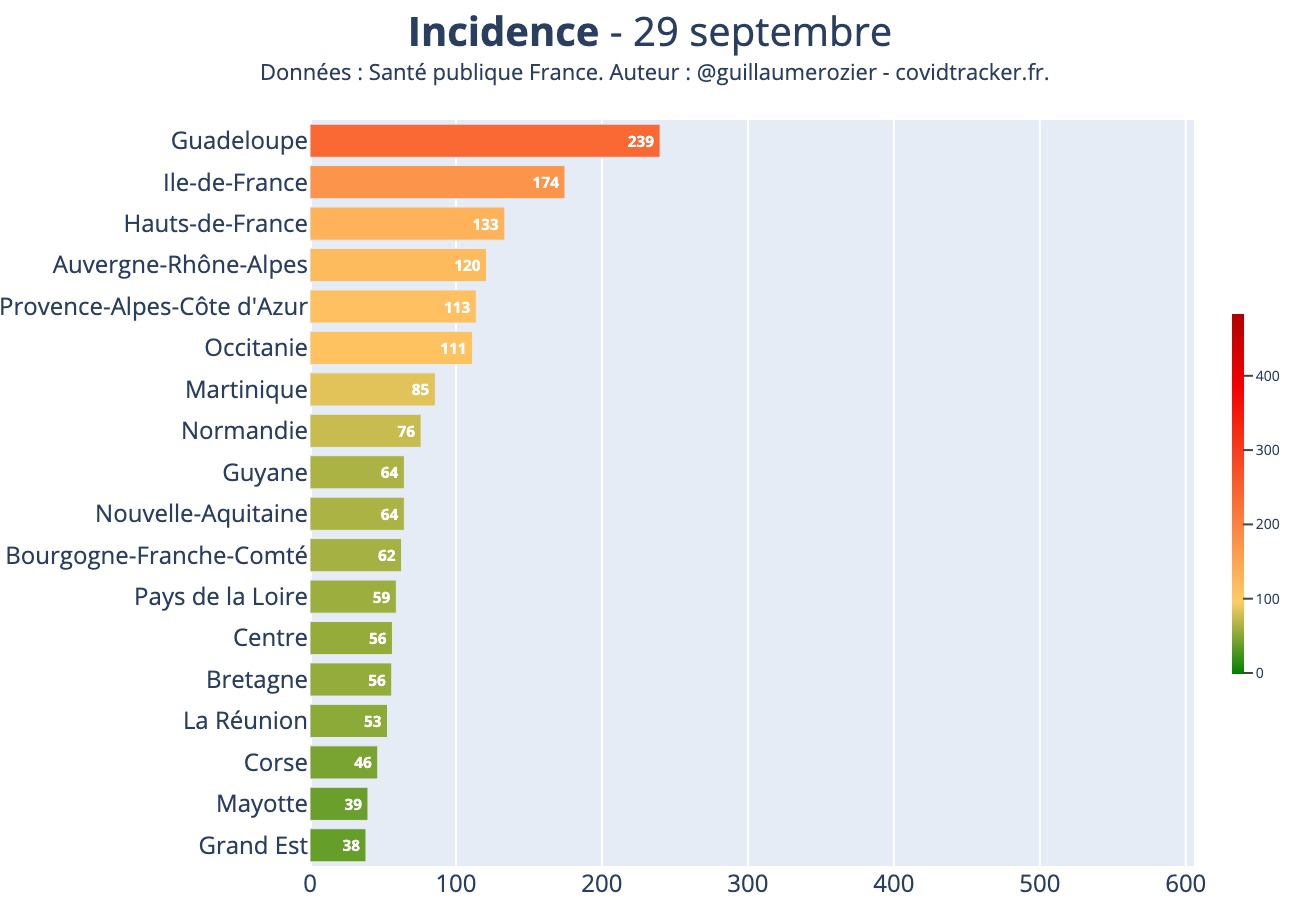 Incidence - 29 septembre
Données : Santé publique France. Auteur : @guillaumerozier - covidtracker.fr.
Guadeloupe 239
Ile-de-France 174
Hauts-de-France 133
Auvergne-Rhône-Alpes 120
Provence-Alpes-Côte d'Azur 113
Occitanie 111
Martinique 85
Normandie 76
Guyane 64
Nouvelle-Aquitaine 64
Bourgogne-Franche-Comté 62
Pays de la Loire 59
Centre 56
Bretagne 56
La Réunion 53
Corse 46
Mayotte 39
Grand Est 38
0 100 200 300 400 500 600
400
300
200
100
0